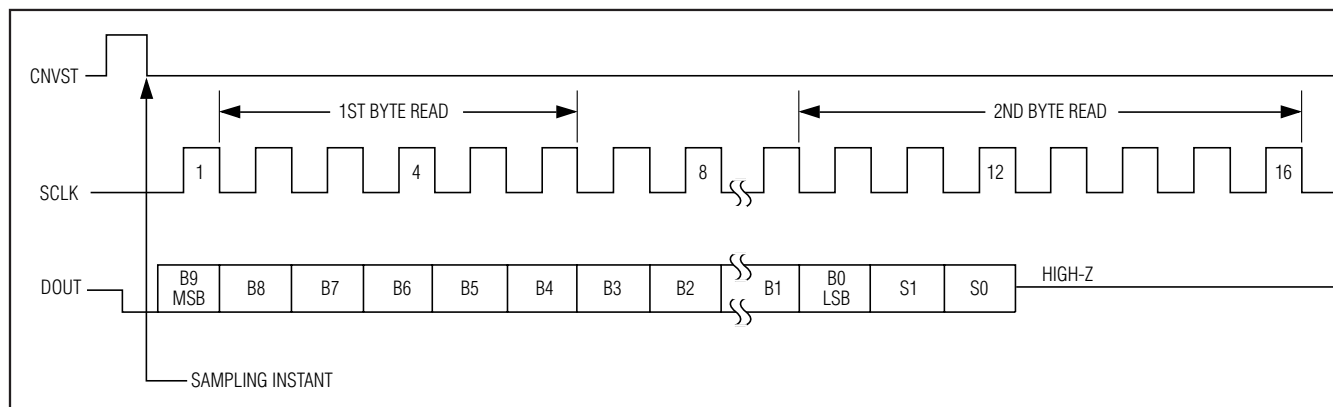 CNVST
1ST BYTE READ
2ND BYTE READ
SCLK
1
4
8
12
16
DOUT
B9
MSB
B8
B7
B6
B5
B4
B3
B2
B1
B0
LSB
S1
S0
HIGH-Z
SAMPLING INSTANT